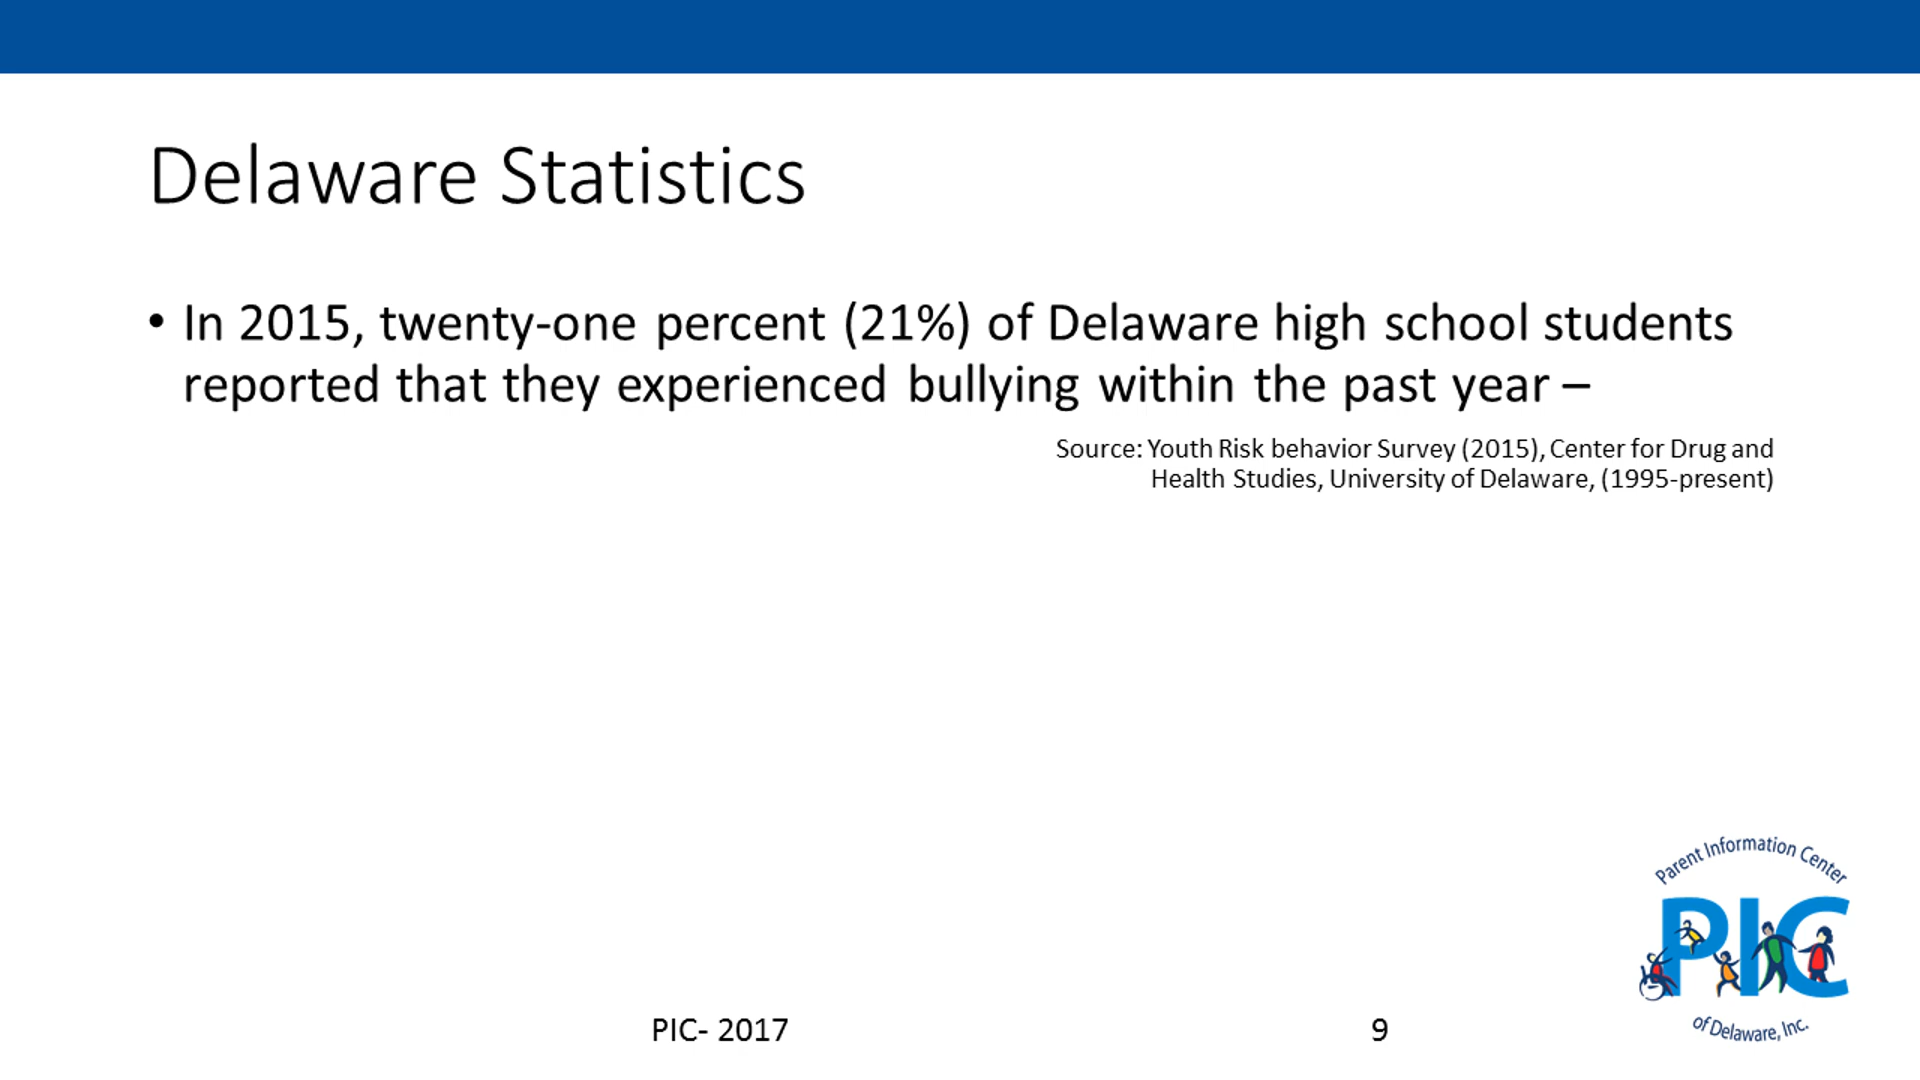 Delaware Statistics
• In 2015, twenty-one percent (21%) of Delaware high school students
reported that they experienced bullying within the past year –
Source: Youth Risk behavior Survey (2015), Center for Drug and
Health Studies, University of Delaware, (1995-present)
Parent Information Center
PIC
of Delaware, Inc.
PIC- 2017
9